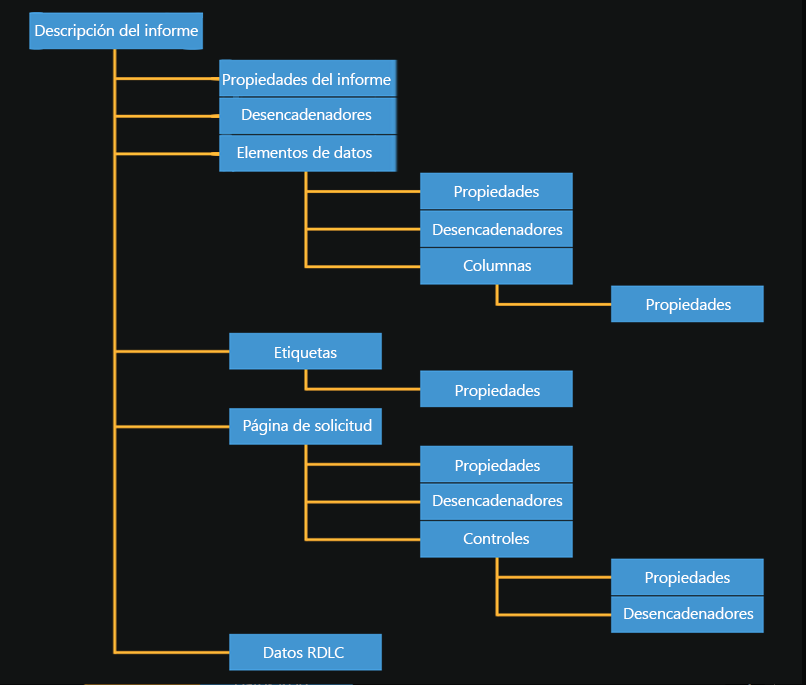 Descripción del informe
Propiedades del informe
Desencadenadores
Elementos de datos
Propiedades
Desencadenadores
Columnas
Propiedades
Etiquetas
Propiedades
Página de solicitud
Propiedades
Desencadenadores
Controles
Propiedades
Desencadenadores
Datos RDLC